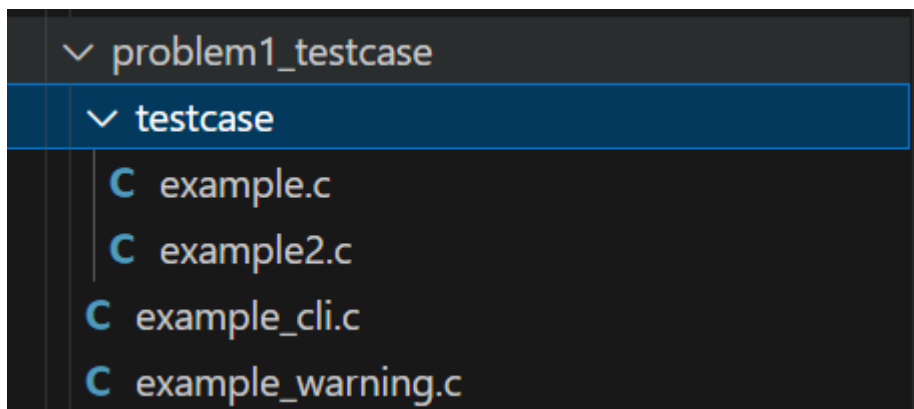 problem1_testcase
testcase
C example.c
C example2.c
C example_cli.c
C example_warning.c